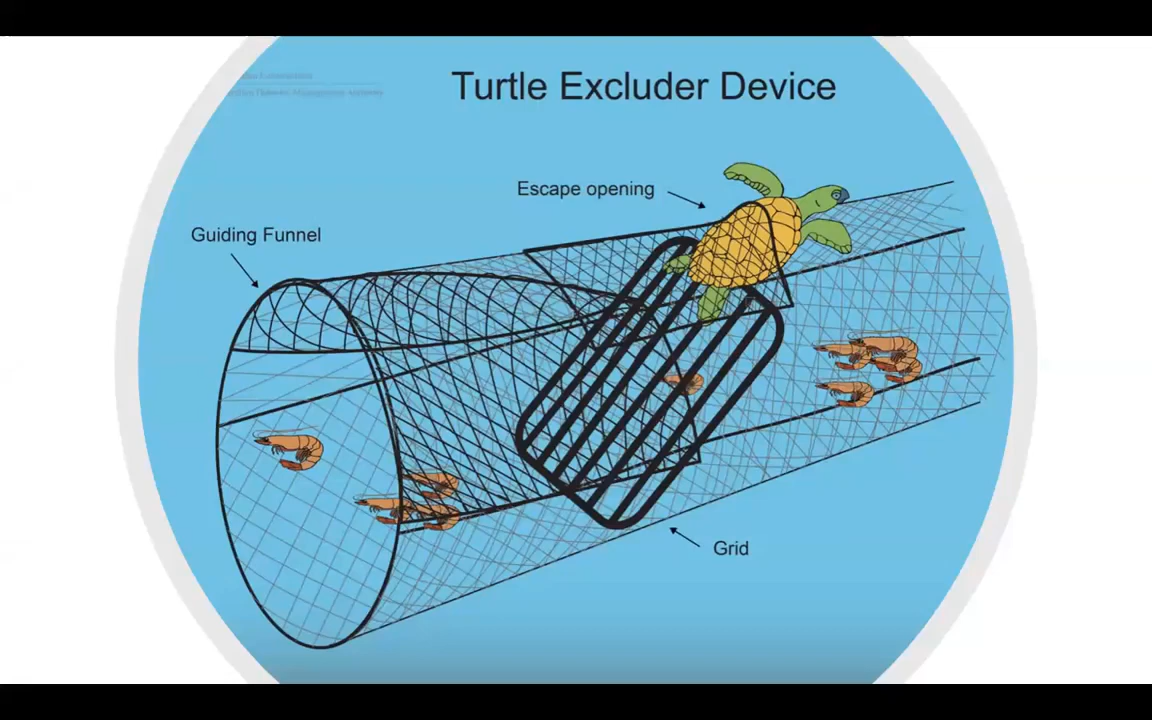 Turtle Excluder Device
Escape opening
Guiding Funnel
Grid